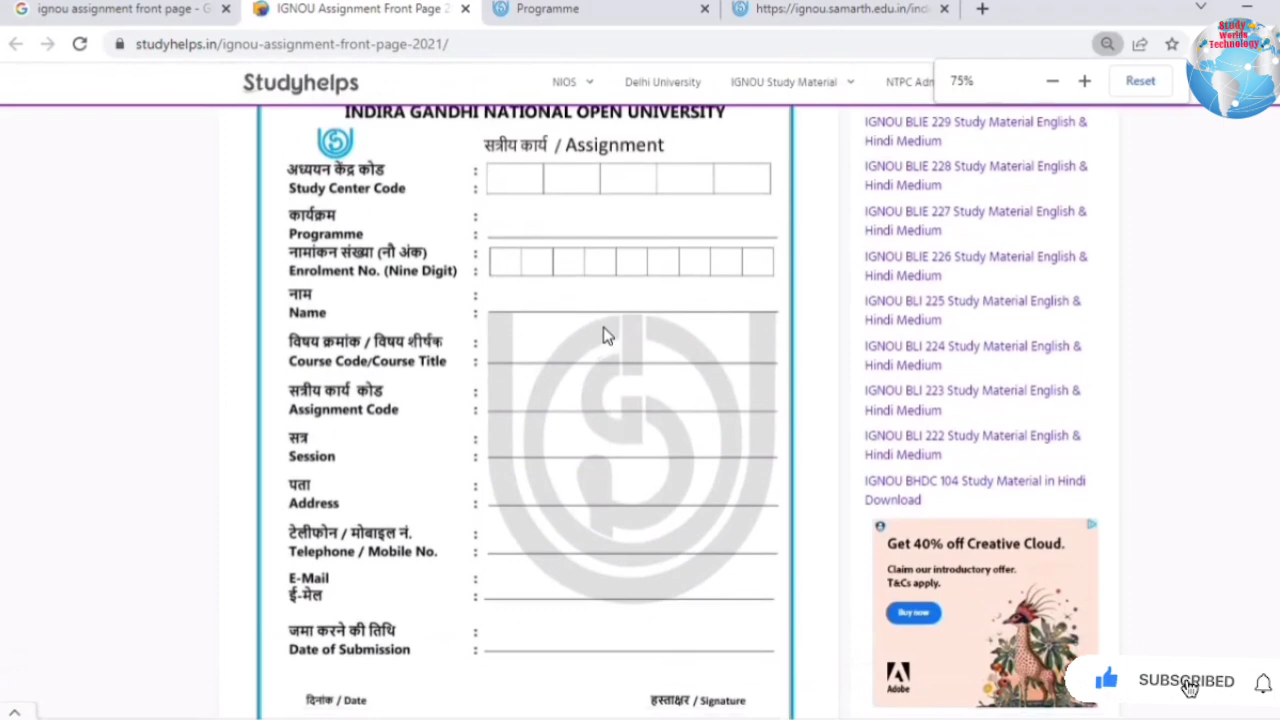 ignou assignment front page - G
IGNOU Assignment Front Page 2
Programme
https://ignou.samarth.edu.in/ind
studyhelps.in/ignou-assignment-front-page-2021/
Study
Worlds
Technology
Studyhelps
NIOS
Delhi University
IGNOU Study Material
NTPC Adn
75%
Reset
INDIRA GANDHI NATIONAL OPEN UNIVERSITY
सत्रीय कार्य / Assignment
अध्ययन केंद्र कोड :
Study Center Code :
कार्यक्रम :
Programme :
नामांकन संख्या (नौ अंक) :
Enrolment No. (Nine Digit) :
नाम :
Name :
विषय क्रमांक / विषय शीर्षक :
Course Code/Course Title :
सत्रीय कार्य कोड :
Assignment Code :
सत्र :
Session :
पता :
Address :
टेलीफोन / मोबाइल नं. :
Telephone / Mobile No. :
E-Mail :
ई-मेल :
जमा करने की तिथि :
Date of Submission :
दिनांक / Date
हस्ताक्षर / Signature
IGNOU BLIE 229 Study Material English &
Hindi Medium
IGNOU BLIE 228 Study Material English &
Hindi Medium
IGNOU BLIE 227 Study Material English &
Hindi Medium
IGNOU BLIE 226 Study Material English &
Hindi Medium
IGNOU BLI 225 Study Material English &
Hindi Medium
IGNOU BLI 224 Study Material English &
Hindi Medium
IGNOU BLI 223 Study Material English &
Hindi Medium
IGNOU BLI 222 Study Material English &
Hindi Medium
IGNOU BHDC 104 Study Material in Hindi
Download
Get 40% off Creative Cloud.
Claim our introductory offer.
T&Cs apply.
Buy now
Adobe
SUBSCRIBED